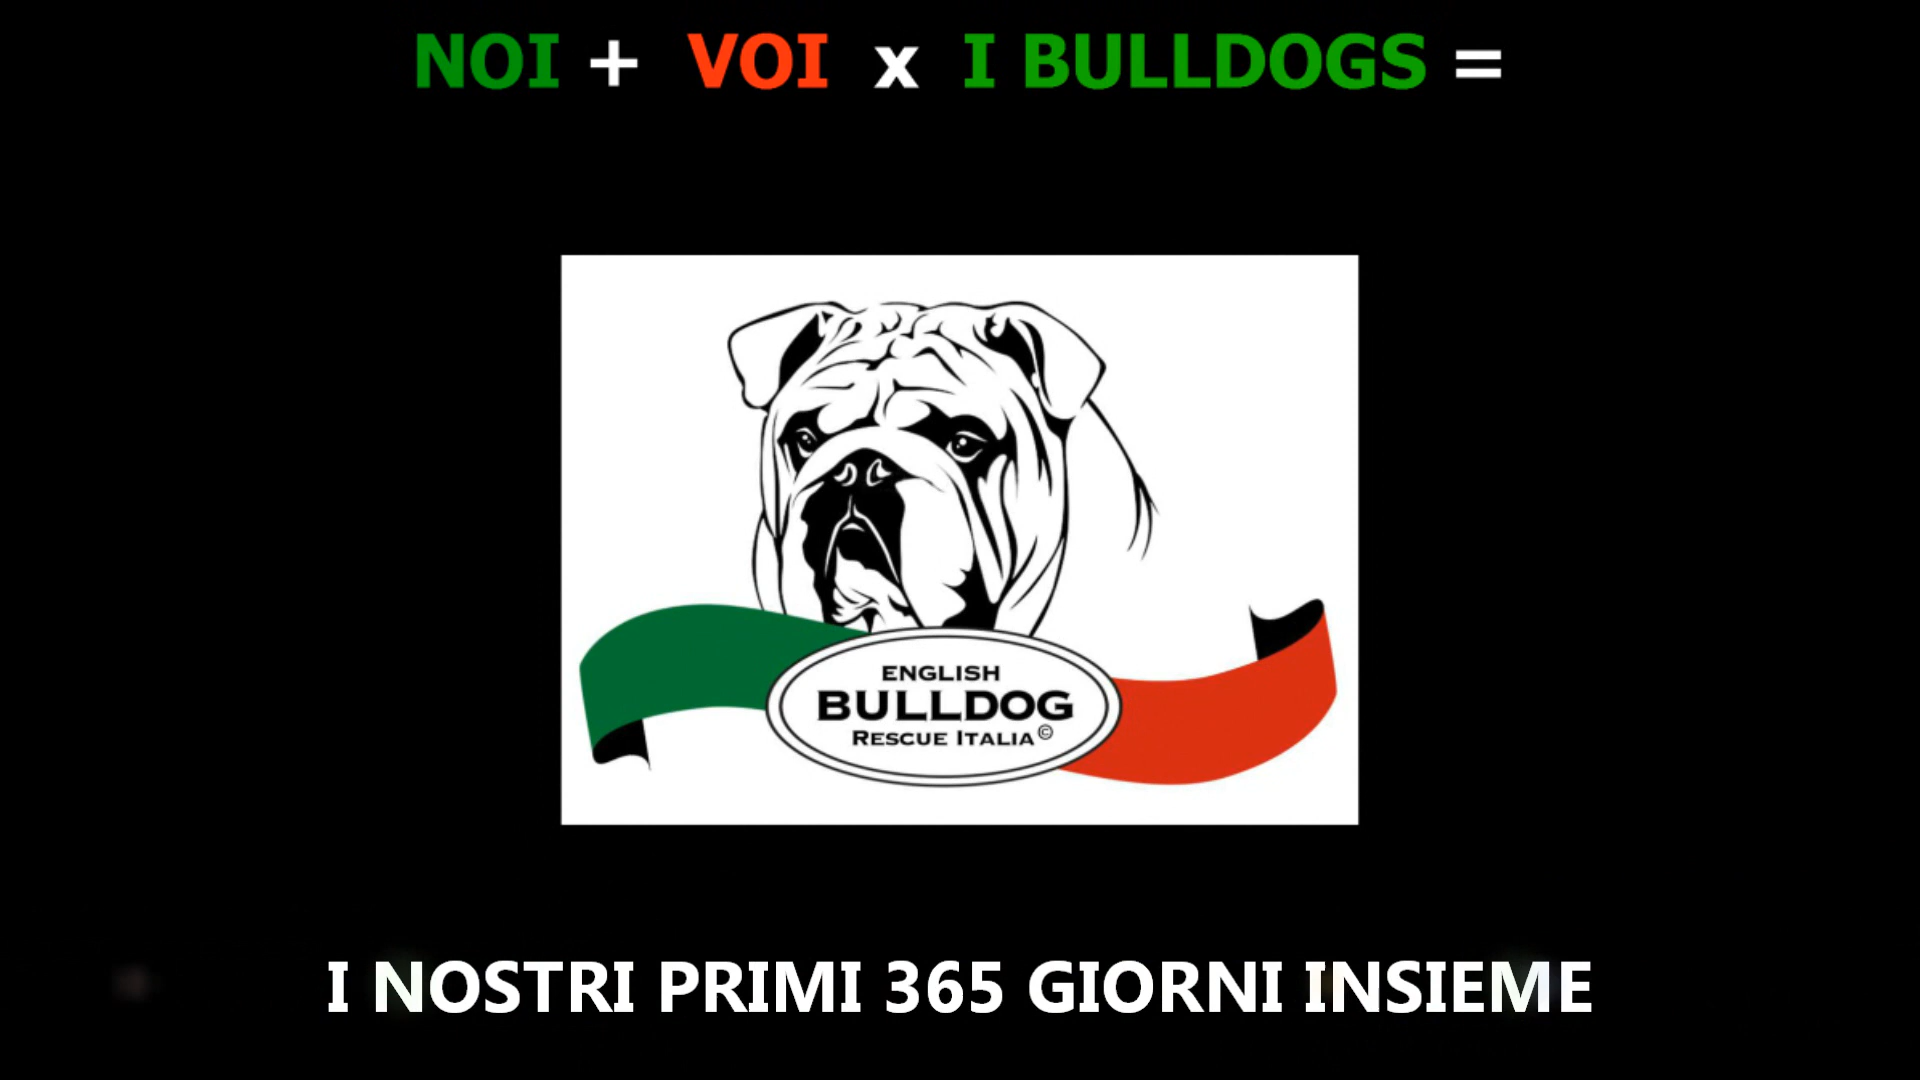 NOI + VOI x I BULLDOGS =
ENGLISH
BULLDOG
RESCUE ITALIA©
I NOSTRI PRIMI 365 GIORNI INSIEME